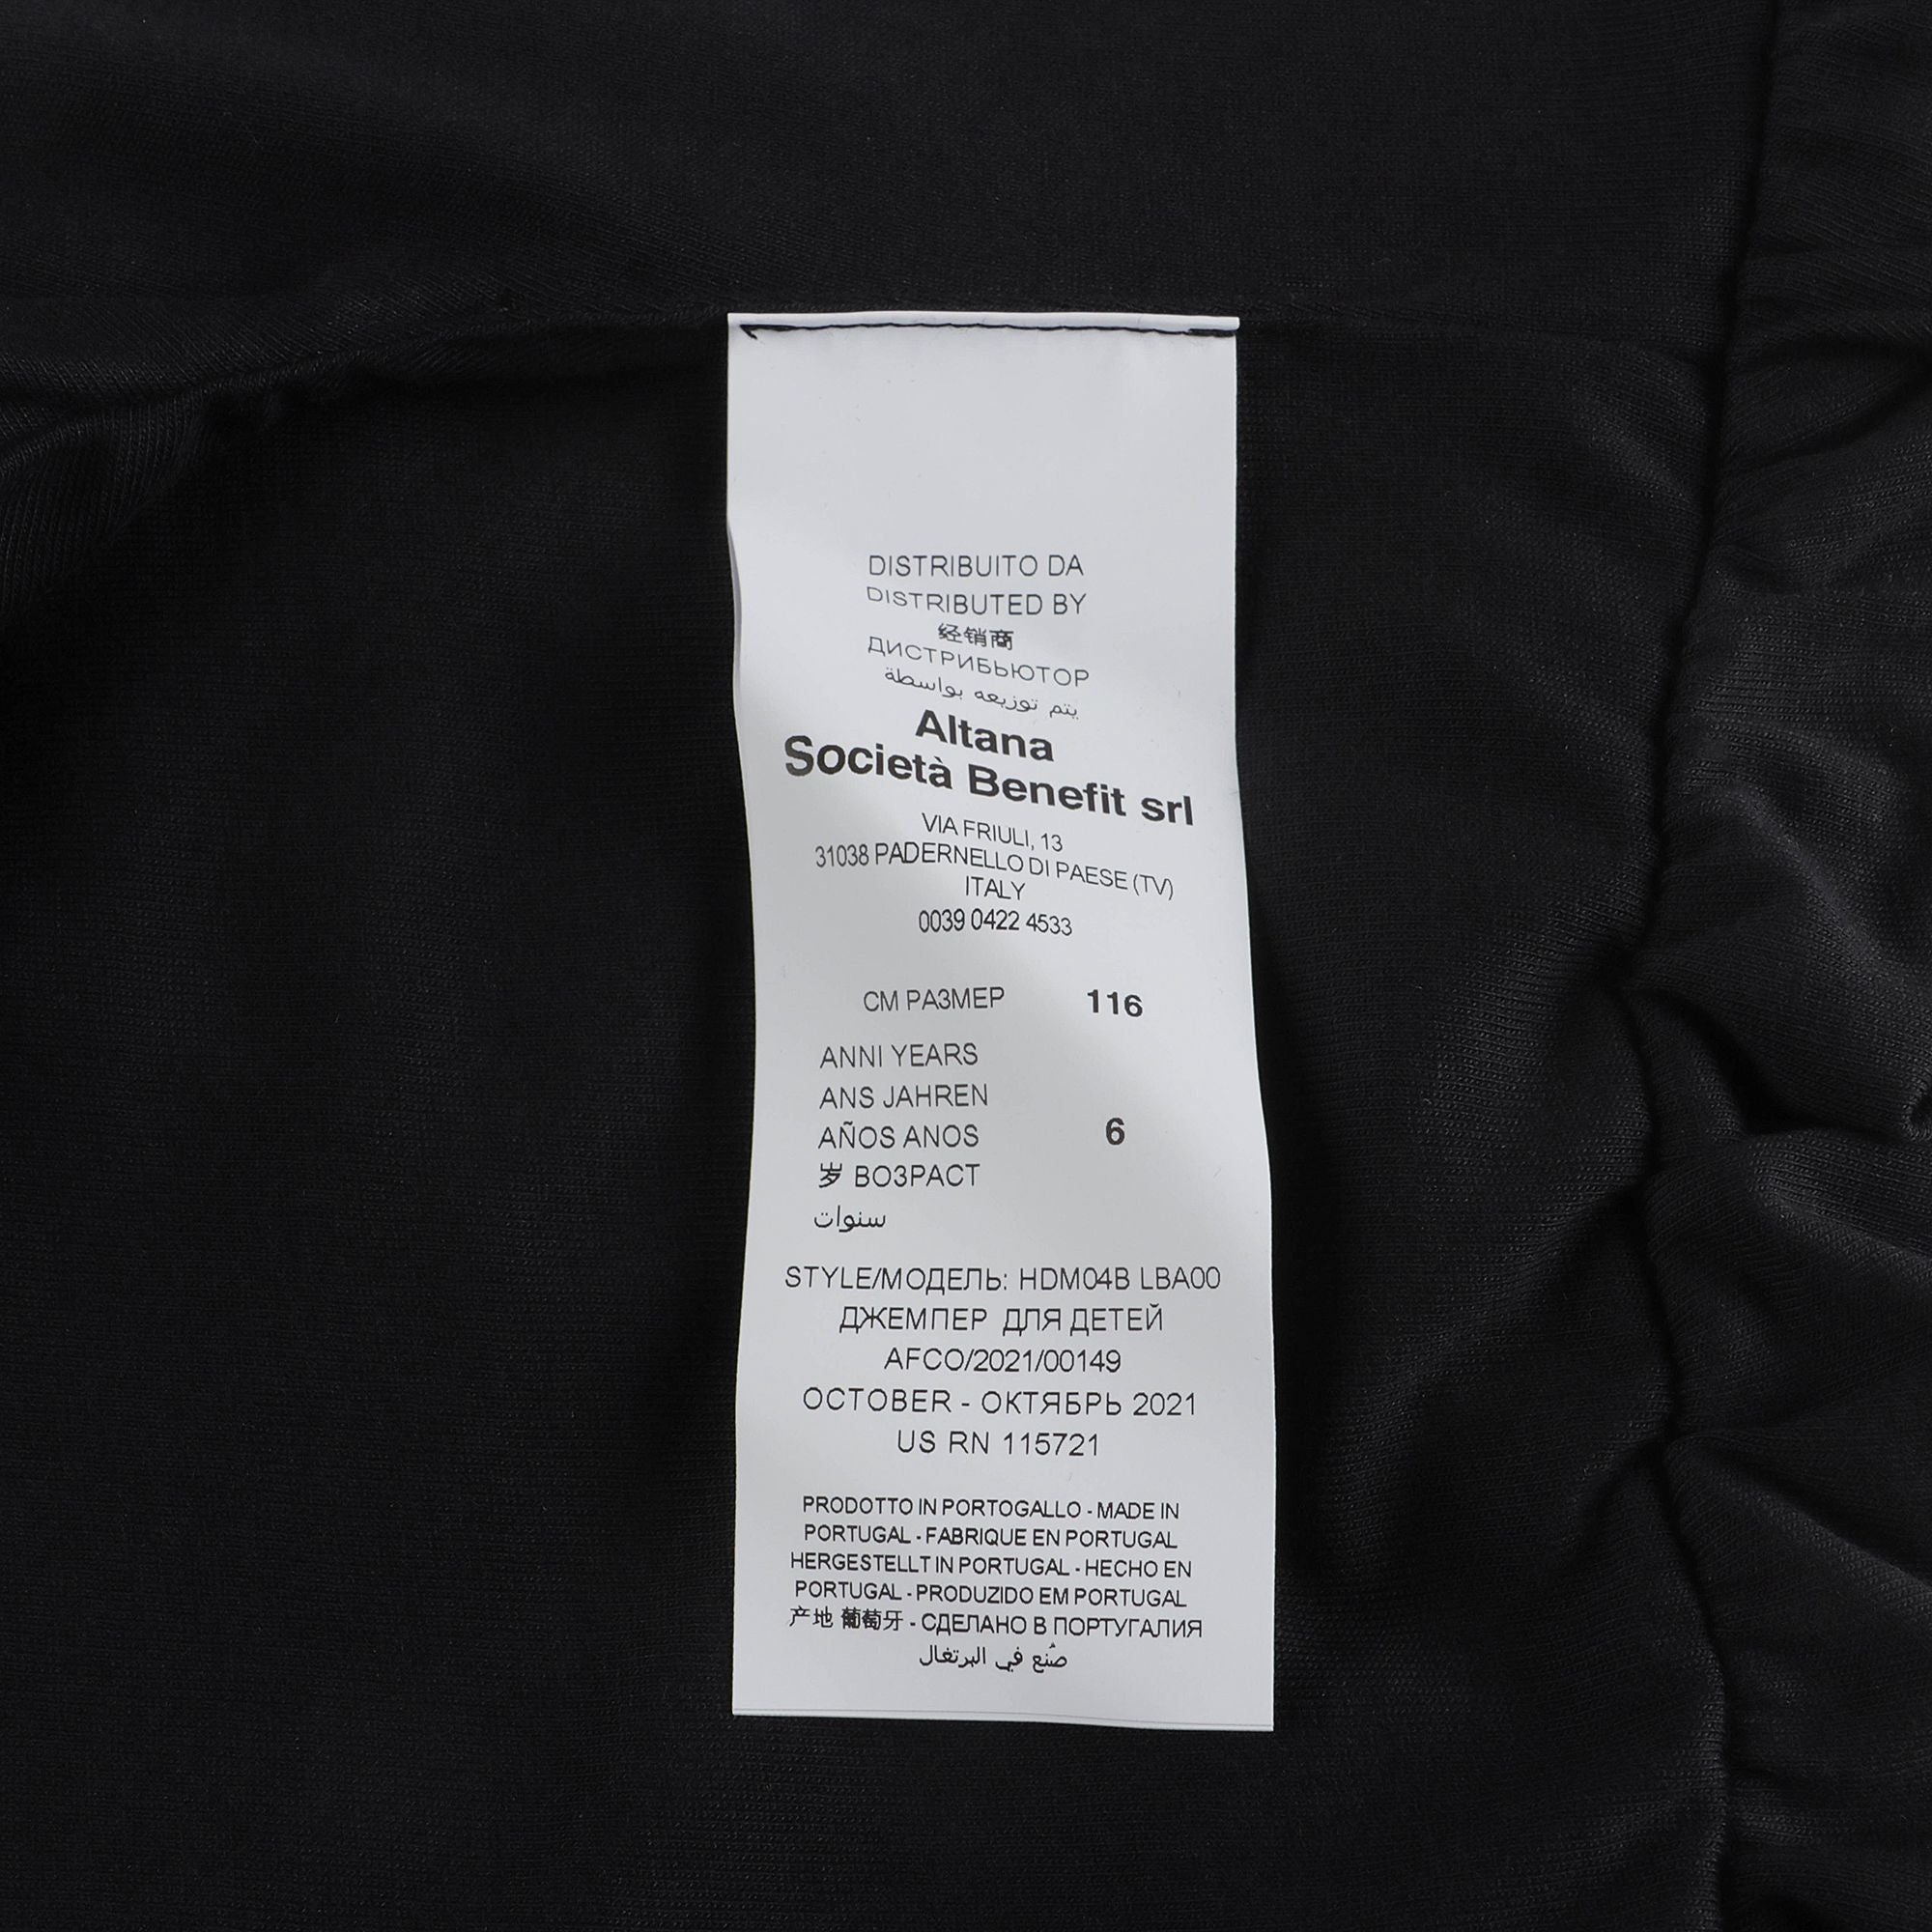 DISTRIBUITO DA
DISTRIBUTED BY
经销商
ДИСТРИБЬЮТОР
يتم توزيعه بواسطة
Altana
Società Benefit srl
VIA FRIULI, 13
31038 PADERNELLO DI PAESE (TV)
ITALY
0039 0422 4533
СМ РАЗМЕР 116
ANNI YEARS
ANS JAHREN
AÑOS ANOS 6
岁 ВОЗРАСТ
سنوات
STYLE/МОДЕЛЬ: HDM04B LBA00
ДЖЕМПЕР ДЛЯ ДЕТЕЙ
AFCO/2021/00149
OCTOBER - ОКТЯБРЬ 2021
US RN 115721
PRODOTTO IN PORTOGALLO - MADE IN
PORTUGAL - FABRIQUE EN PORTUGAL
HERGESTELLT IN PORTUGAL - HECHO EN
PORTUGAL - PRODUZIDO EM PORTUGAL
产地 葡萄牙 - СДЕЛАНО В ПОРТУГАЛИЯ
صُنع في البرتغال